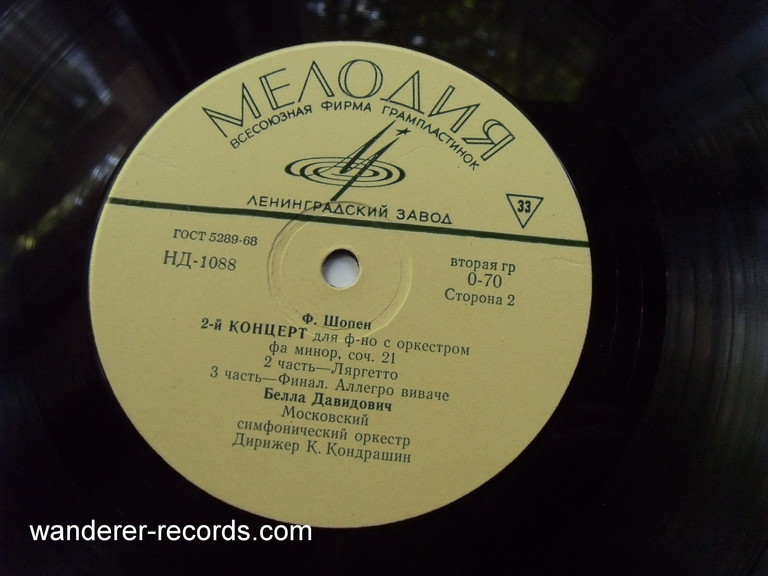 МЕЛОДИЯ
ВСЕСОЮЗНАЯ ФИРМА ГРАМПЛАСТИНОК
ЛЕНИНГРАДСКИЙ ЗАВОД
33
ГОСТ 5289-68
НД-1088
вторая гр
0-70
Сторона 2
Ф. Шопен
2-й КОНЦЕРТ для ф-но с оркестром
фа минор, соч. 21
2 часть—Ляргетто
3 часть—Финал. Аллегро виваче
Белла Давидович
Московский
симфонический оркестр
Дирижер К. Кондрашин
wanderer-records.com